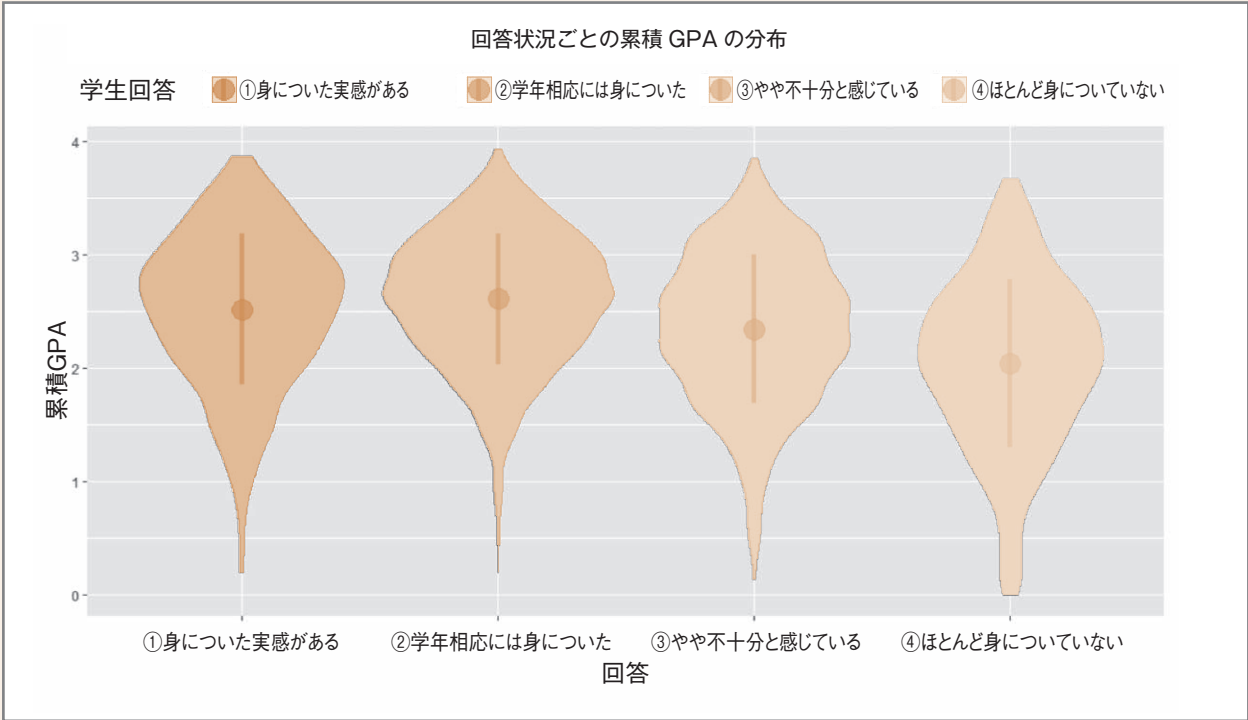 回答状況ごとの累積 GPA の分布
学生回答 ①身についた実感がある ②学年相応には身についた ③やや不十分と感じている ④ほとんど身についていない
4
3
2
1
0
累積GPA
①身についた実感がある ②学年相応には身についた ③やや不十分と感じている ④ほとんど身についていない
回答